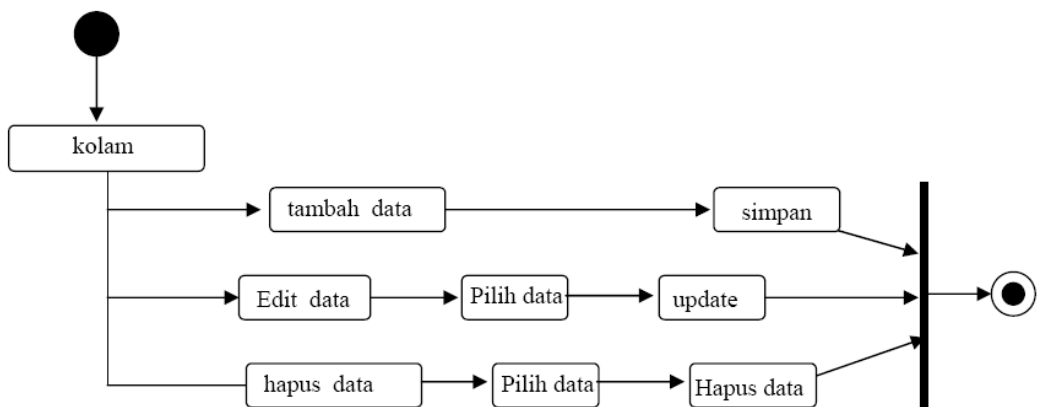 kolam
tambah data
simpan
Edit data
Pilih data
update
hapus data
Pilih data
Hapus data